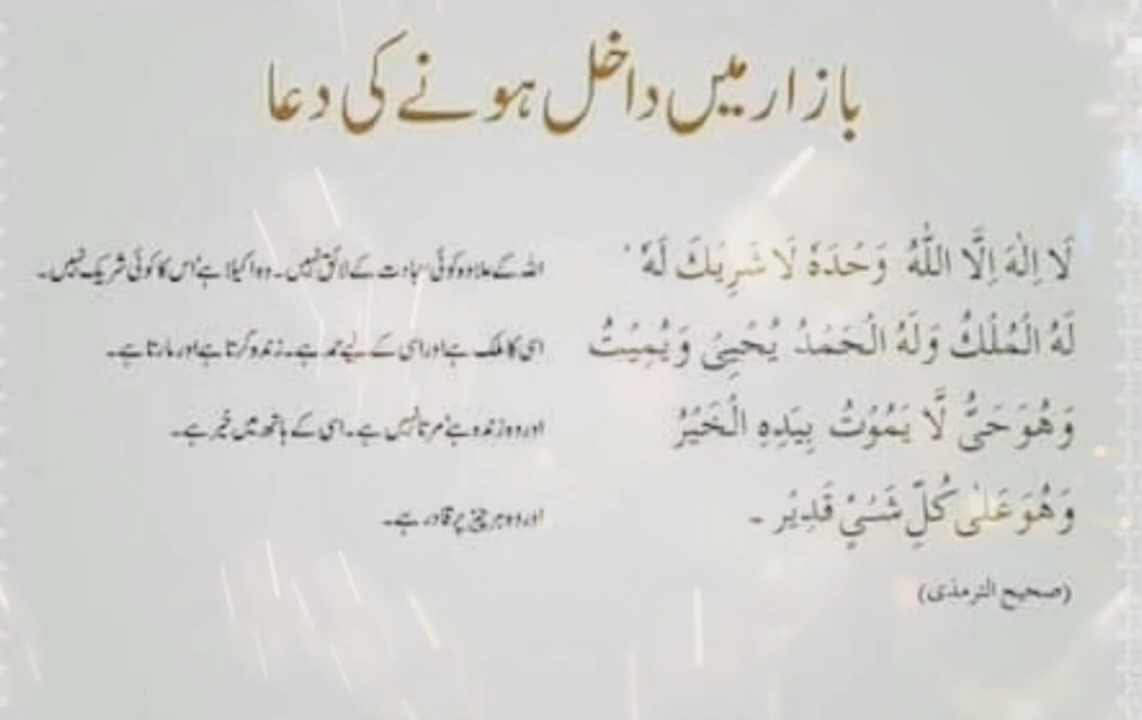 بازار میں داخل ہونے کی دعا
لَا اِلٰهَ اِلَّا اللّٰهُ وَحْدَهٗ لَا شَرِيْكَ لَهٗ
اللہ کے علاوہ کوئی عبادت کے لائق نہیں۔ وہ اکیلا ہے اس کا کوئی شریک نہیں۔
لَهُ الْمُلْكُ وَلَهُ الْحَمْدُ يُحْيِيْ وَيُمِيْتُ
اسی کا ملک ہے اور اسی کے لیے حمد ہے۔ زندہ کرتا ہے اور مارتا ہے۔
وَهُوَ حَيٌّ لَّا يَمُوْتُ بِيَدِهِ الْخَيْرُ
اور وہ زندہ ہے مرتا نہیں ہے۔ اسی کے ہاتھ میں خیر ہے۔
وَهُوَ عَلٰى كُلِّ شَيْءٍ قَدِيْر ۔
اور وہ ہر چیز پر قادر ہے۔
(صحیح الترمذی)